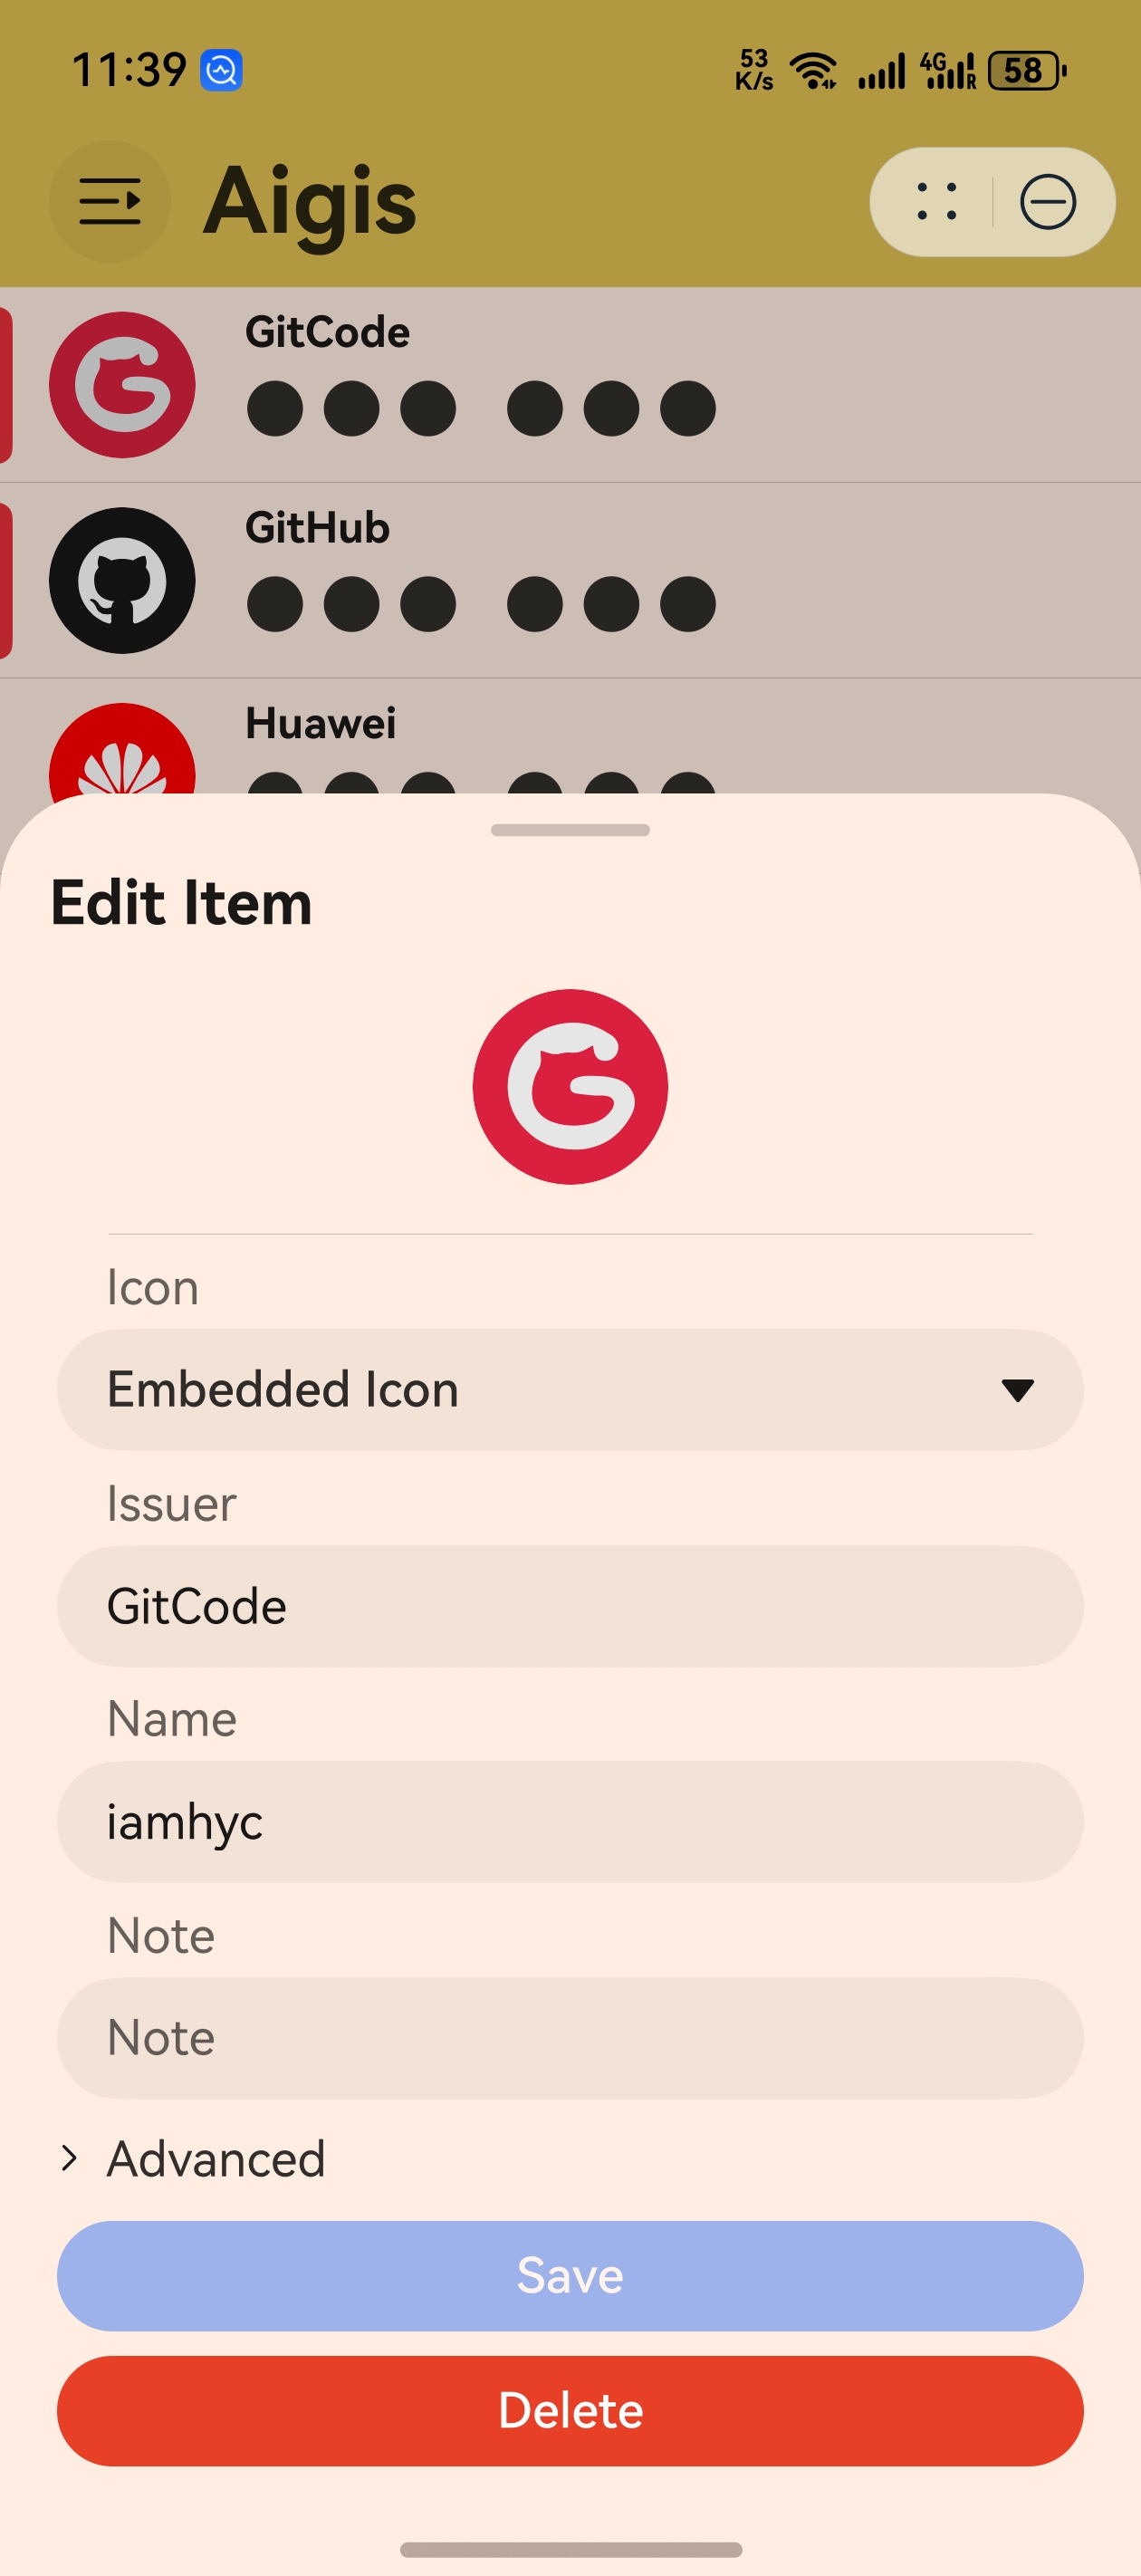 11:39
53
K/s
4G
R
58
Aigis
GitCode
GitHub
Huawei
Edit Item
Icon
Embedded Icon
Issuer
GitCode
Name
iamhyc
Note
Note
Advanced
Save
Delete